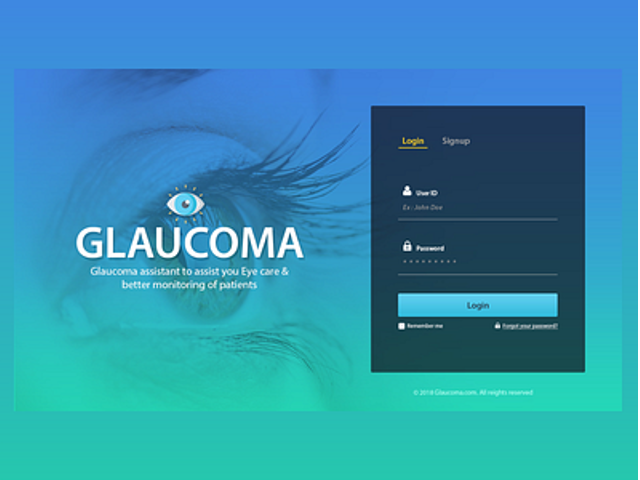 Login Signup
User ID
Ex : John Doe
Password
GLAUCOMA
Glaucoma assistant to assist you Eye care &
better monitoring of patients
Login
Remember me Forgot your password?
© 2018 Glaucoma.com. All reights reserved